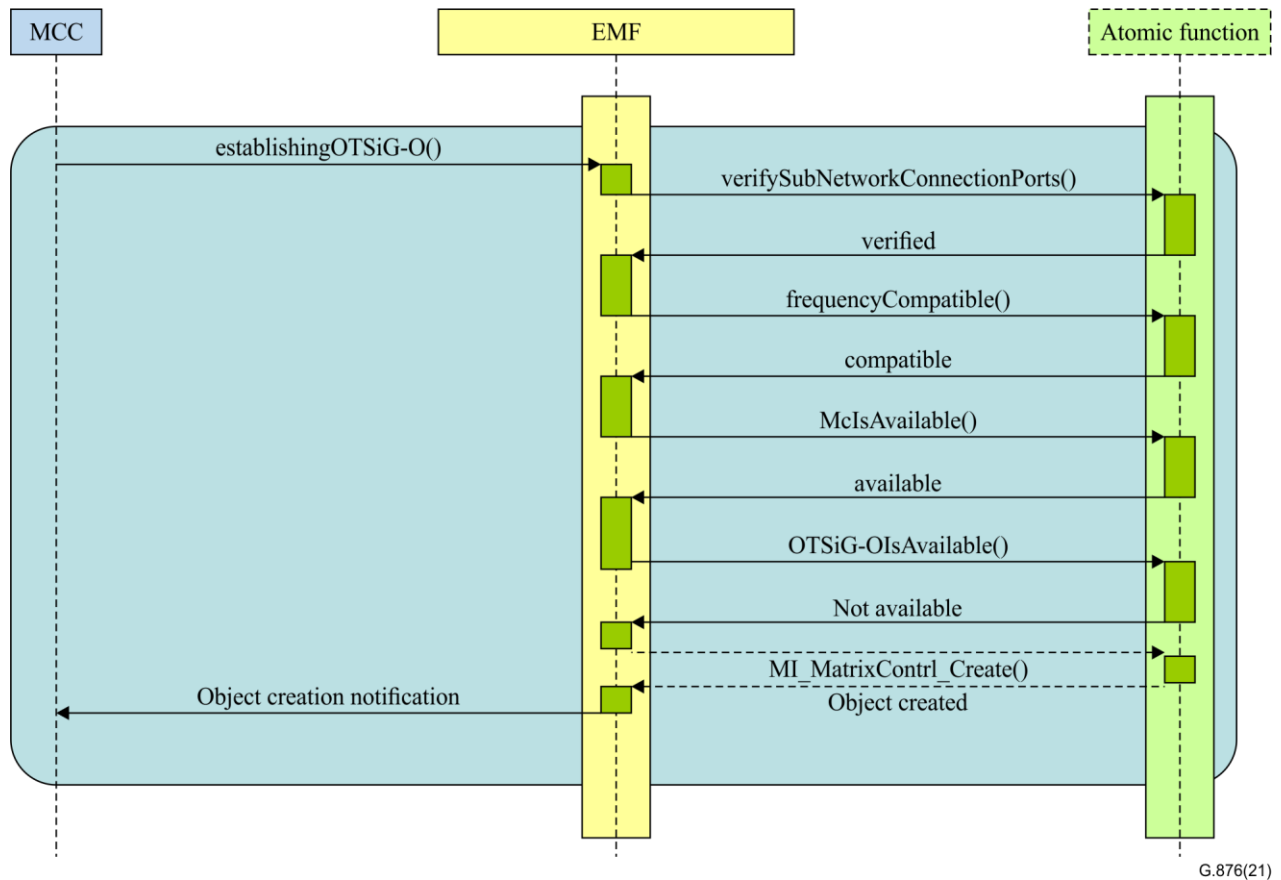 MCC
EMF
Atomic function
establishingOTSiG-O()
verifySubNetworkConnectionPorts()
verified
frequencyCompatible()
compatible
McIsAvailable()
available
OTSiG-OIsAvailable()
Not available
MI_MatrixContrl_Create()
Object creation notification
Object created
G.876(21)